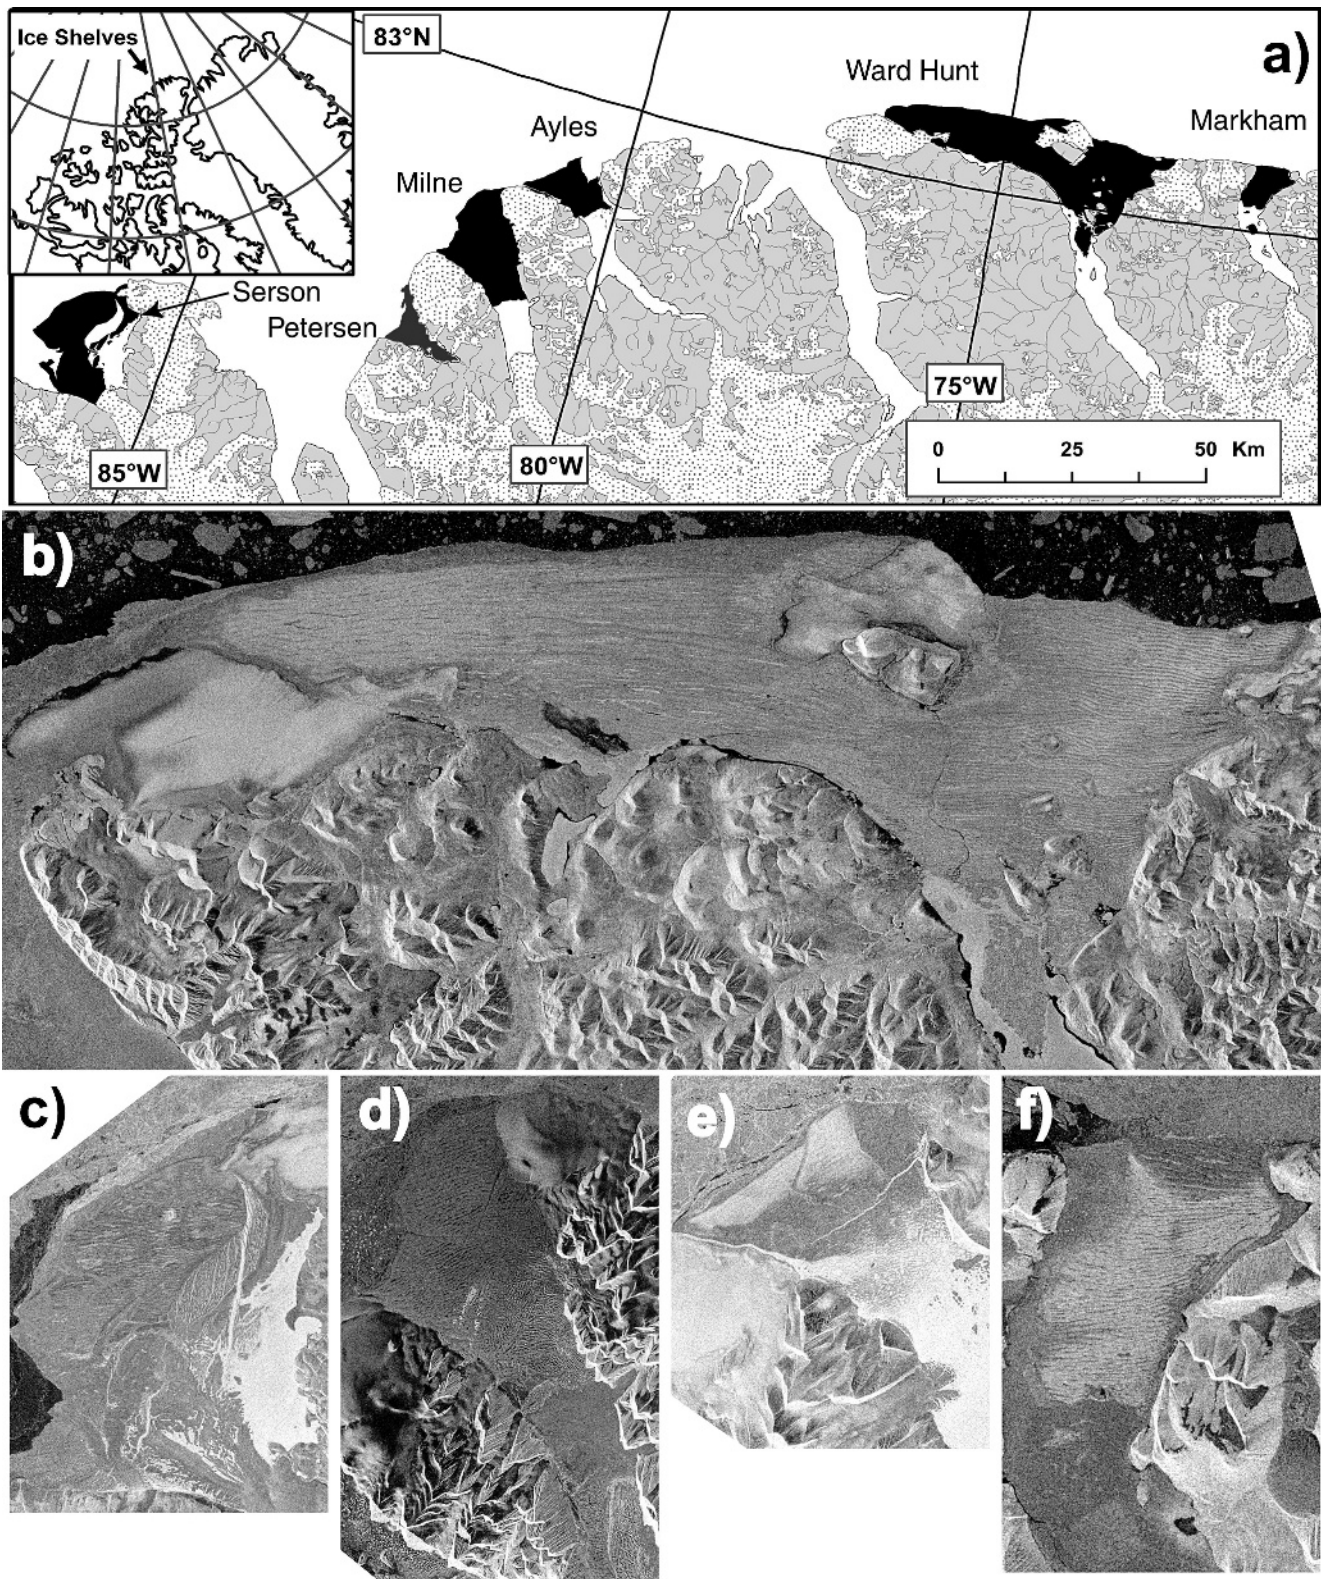 Ice Shelves
83°N
a)
Ward Hunt
Markham
Ayles
Milne
Serson
Petersen
75°W
85°W
80°W
0 25 50 Km
b)
c)
d)
e)
f)